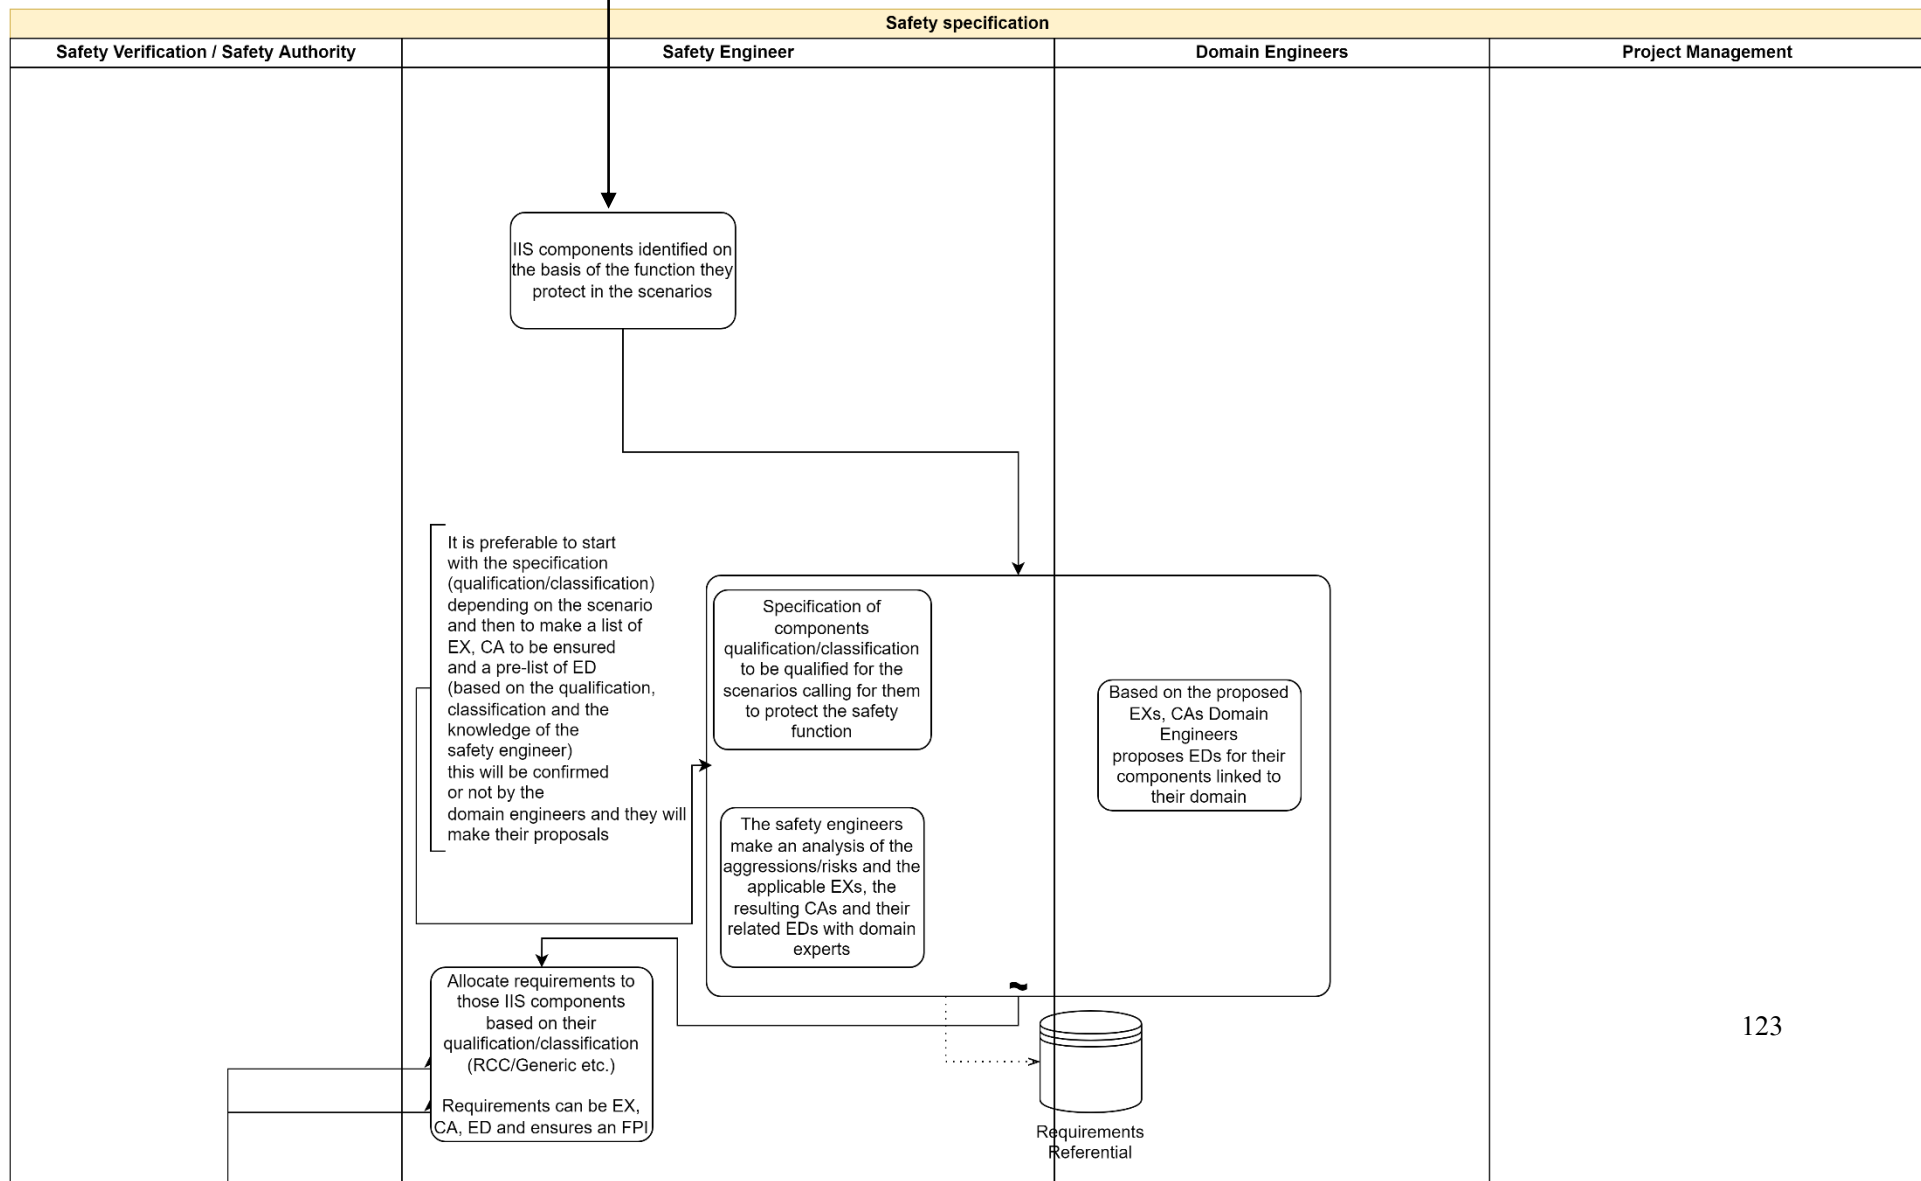 Safety specification
Safety Verification / Safety Authority
Safety Engineer
Domain Engineers
Project Management
IIS components identified on
the basis of the function they
protect in the scenarios
It is preferable to start
with the specification
(qualification/classification)
depending on the scenario
and then to make a list of
EX, CA to be ensured
and a pre-list of ED
(based on the qualification,
classification and the
knowledge of the
safety engineer)
this will be confirmed
or not by the
domain engineers and they will
make their proposals
Specification of
components
qualification/classification
to be qualified for the
scenarios calling for them
to protect the safety
function
Based on the proposed
EXs, CAs Domain
Engineers
proposes EDs for their
components linked to
their domain
The safety engineers
make an analysis of the
aggressions/risks and the
applicable EXs, the
resulting CAs and their
related EDs with domain
experts
~
Allocate requirements to
those IIS components
based on their
qualification/classification
(RCC/Generic etc.)
Requirements can be EX,
CA, ED and ensures an FPI
Requirements
Referential
123